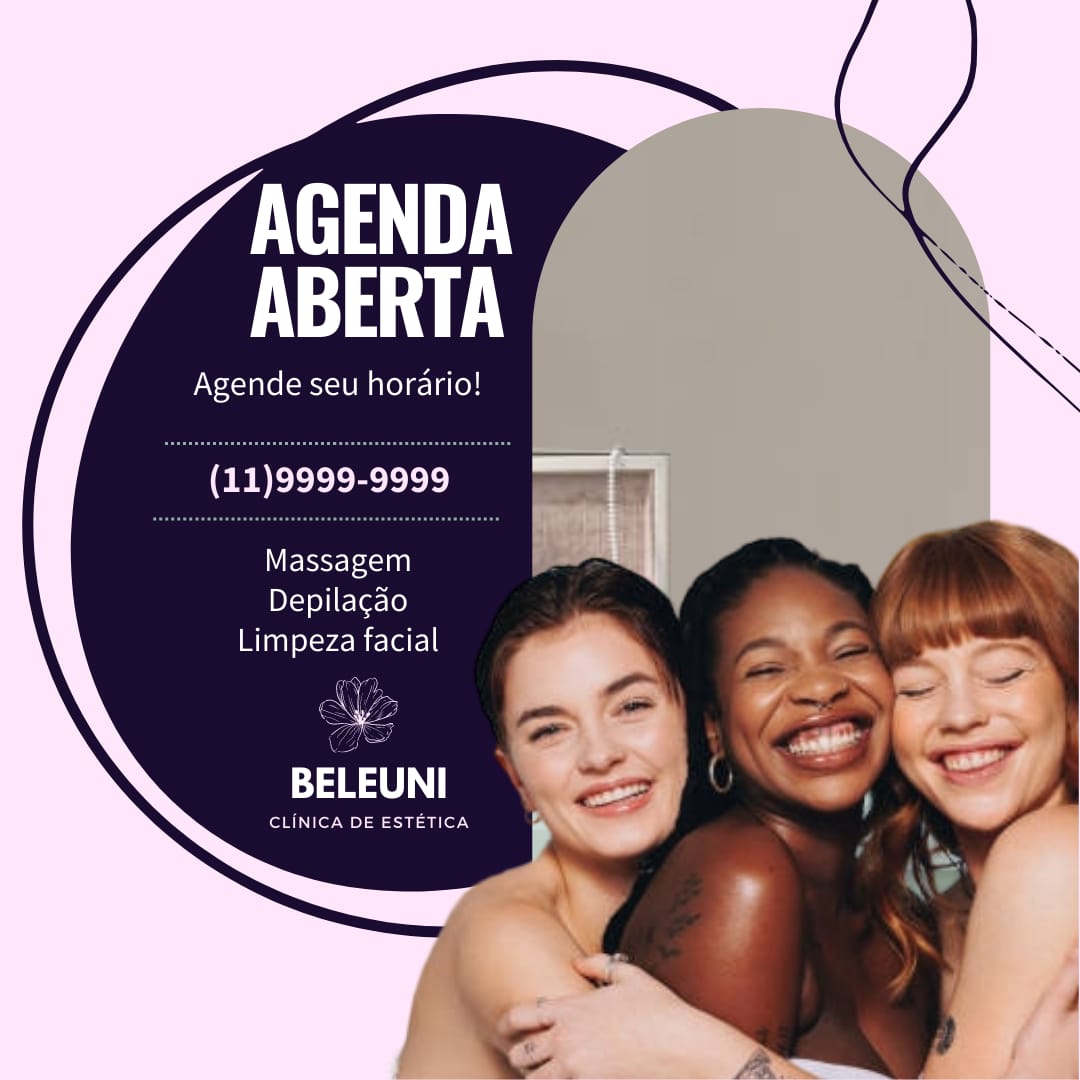 AGENDA
ABERTA
Agende seu horário!
(11)9999-9999
Massagem
Depilação
Limpeza facial
BELEUNI
CLÍNICA DE ESTÉTICA